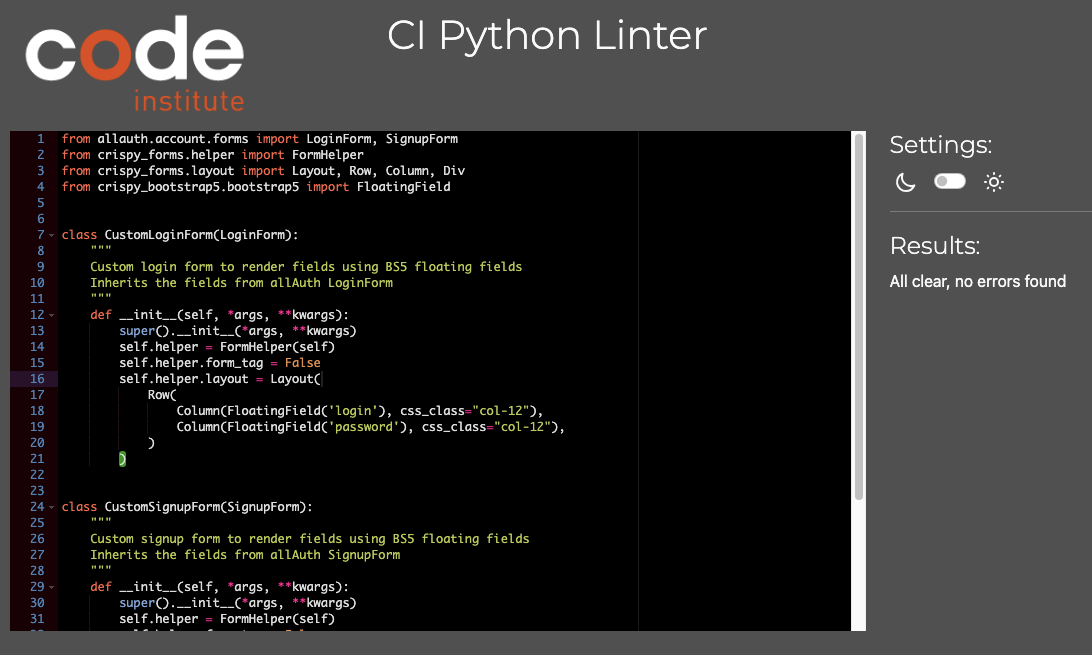 code
institute
CI Python Linter
1 from allauth.account.forms import LoginForm, SignupForm
2 from crispy_forms.helper import FormHelper
3 from crispy_forms.layout import Layout, Row, Column, Div
4 from crispy_bootstrap5.bootstrap5 import FloatingField
5
6
7 class CustomLoginForm(LoginForm):
8     """
9     Custom login form to render fields using BS5 floating fields
10     Inherits the fields from allAuth LoginForm
11     """
12     def __init__(self, *args, **kwargs):
13         super().__init__(*args, **kwargs)
14         self.helper = FormHelper(self)
15         self.helper.form_tag = False
16         self.helper.layout = Layout(
17             Row(
18                 Column(FloatingField('login'), css_class="col-12"),
19                 Column(FloatingField('password'), css_class="col-12"),
20             )
21         )
22
23
24 class CustomSignupForm(SignupForm):
25     """
26     Custom signup form to render fields using BS5 floating fields
27     Inherits the fields from allAuth SignupForm
28     """
29     def __init__(self, *args, **kwargs):
30         super().__init__(*args, **kwargs)
31         self.helper = FormHelper(self)
Settings:
Results:
All clear, no errors found